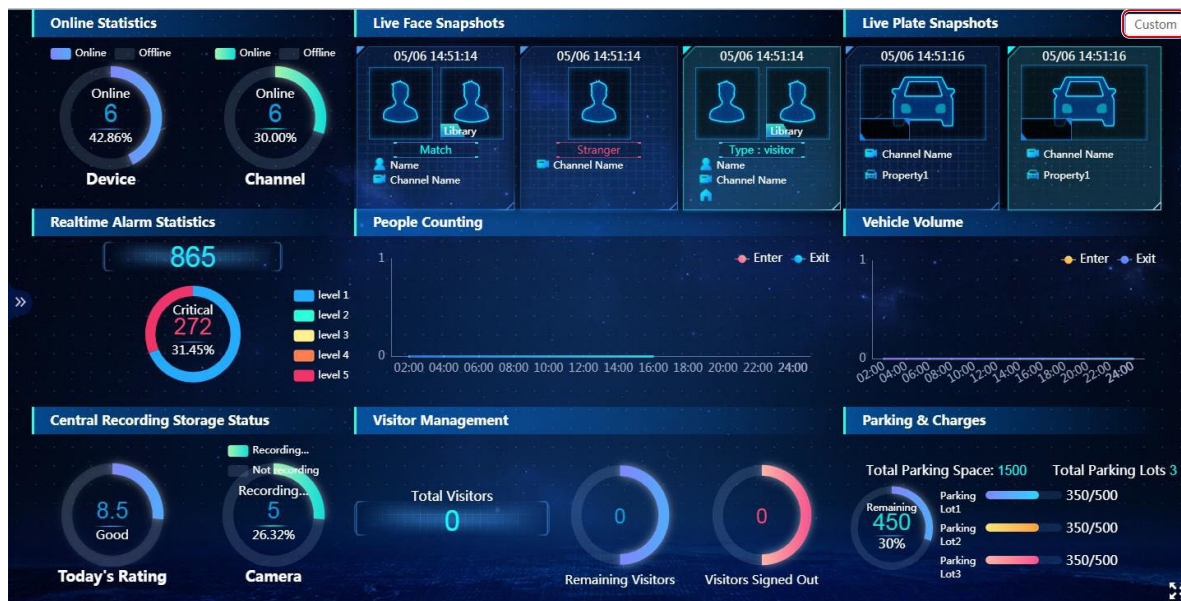 Online Statistics
Online Offline
Online Offline
Online
6
42.86%
Device
Online
6
30.00%
Channel
Live Face Snapshots
05/06 14:51:14
Library
Match
Name
Channel Name
05/06 14:51:14
Stranger
Channel Name
05/06 14:51:14
Library
Type : visitor
Name
Channel Name
Live Plate Snapshots
Custom
05/06 14:51:16
Channel Name
Property1
05/06 14:51:16
Channel Name
Property1
Realtime Alarm Statistics
865
Critical
272
31.45%
level 1
level 2
level 3
level 4
level 5
People Counting
Enter Exit
1
0
02:00 04:00 06:00 08:00 10:00 12:00 14:00 16:00 18:00 20:00 22:00 24:00
Vehicle Volume
Enter Exit
1
0
02:00 04:00 06:00 08:00 10:00 12:00 14:00 16:00 18:00 20:00 22:00 24:00
Central Recording Storage Status
8.5
Good
Today's Rating
Recording...
Not recording
Recording...
5
26.32%
Camera
Visitor Management
Total Visitors
0
0
Remaining Visitors
0
Visitors Signed Out
Parking & Charges
Total Parking Space: 1500 Total Parking Lots 3
Remaining
450
30%
Parking Lot1 350/500
Parking Lot2 350/500
Parking Lot3 350/500